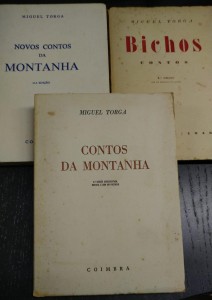 MIGUEL TORGA
NOVOS CONTOS
DA
MONTANHA
MIGUEL TORGA
Bichos
CONTOS
MIGUEL TORGA
CONTOS
DA MONTANHA
COIMBRA